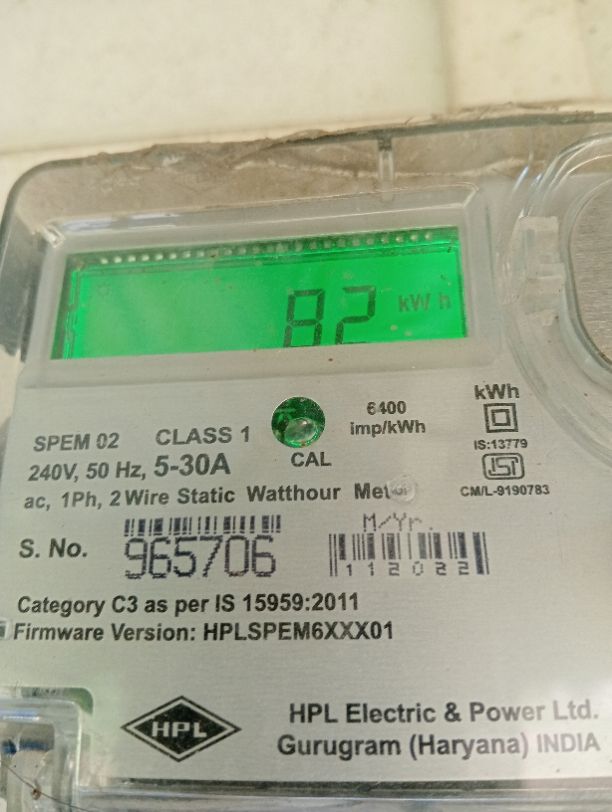 82 kWh
kWh
6400
imp/kWh
SPEM 02 CLASS 1
CAL
IS:13779
240V, 50 Hz, 5-30A
ISI
CM/L-9190783
ac, 1Ph, 2 Wire Static Watthour Meter
M/Yr.
S. No. 965706
112022
Category C3 as per IS 15959:2011
Firmware Version: HPLSPEM6XXX01
HPL
HPL Electric & Power Ltd.
Gurugram (Haryana) INDIA